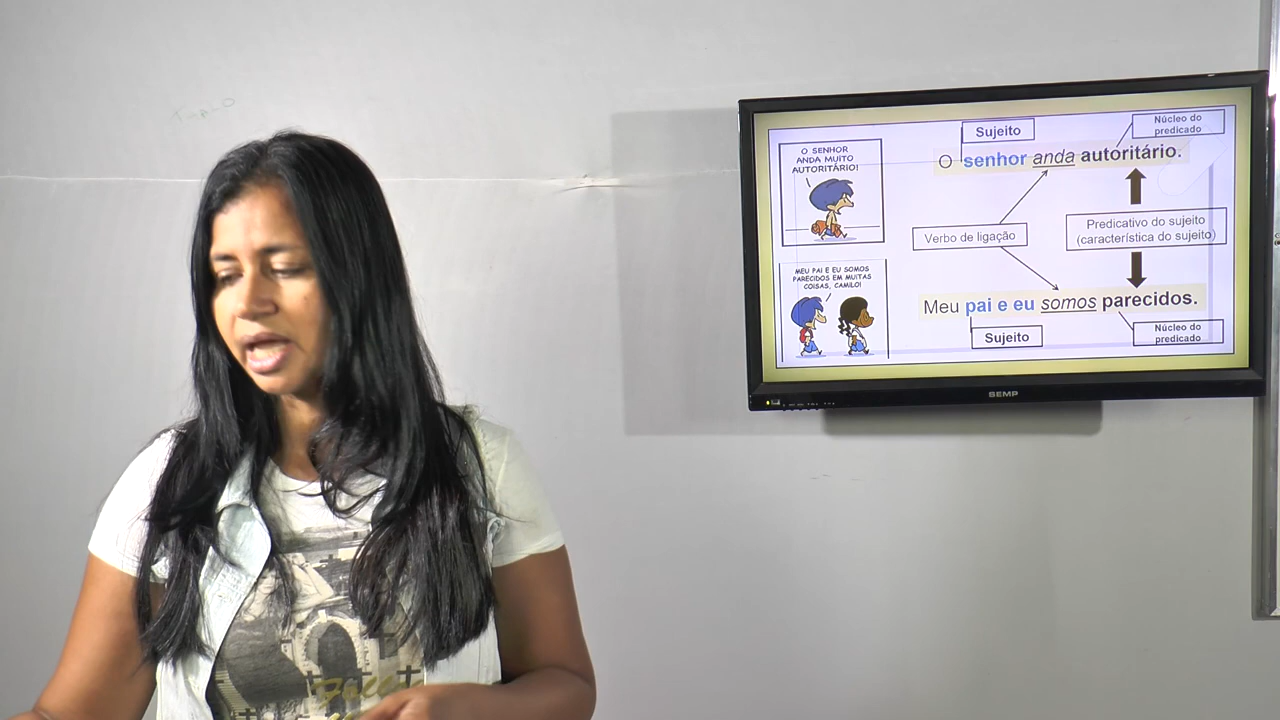 Sujeito
Núcleo do
predicado
O SENHOR
ANDA MUITO
AUTORITÁRIO!
O senhor anda autoritário.
Verbo de ligação
Predicativo do sujeito
(característica do sujeito)
MEU PAI E EU SOMOS
PARECIDOS EM MUITAS
COISAS, CAMILO!
Meu pai e eu somos parecidos.
Sujeito
Núcleo do
predicado
SEMP